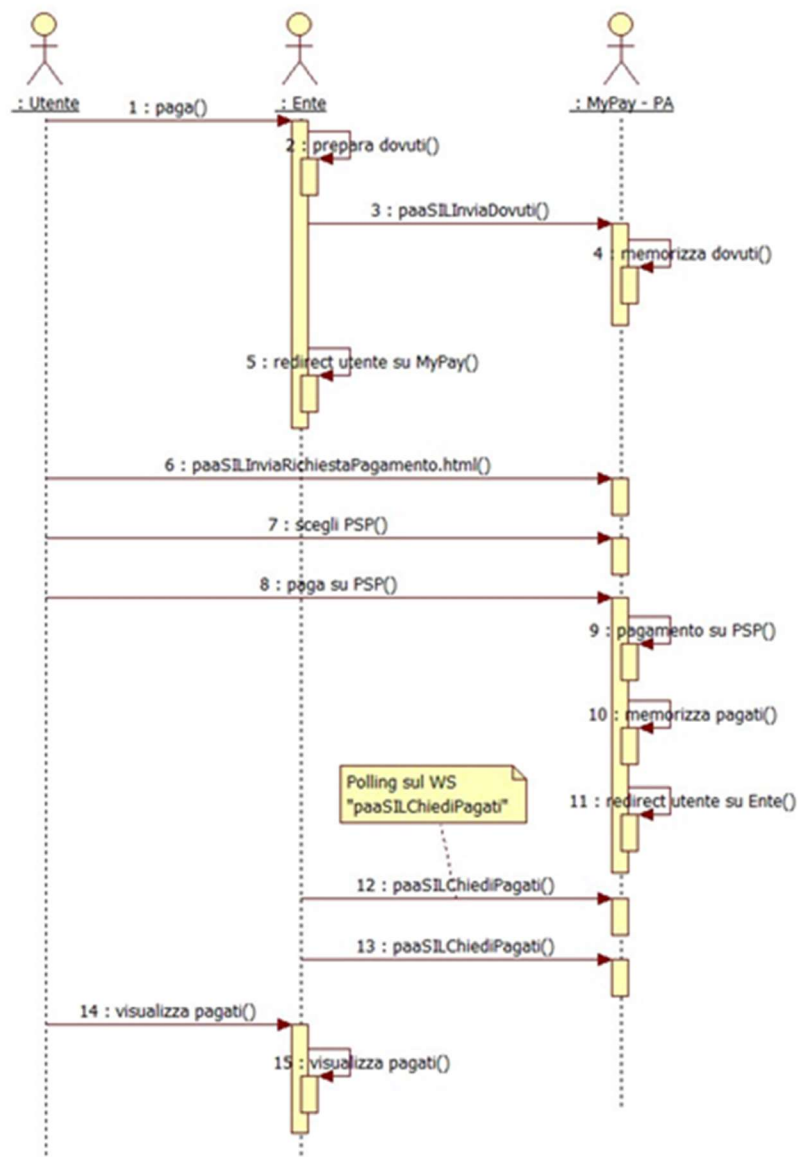 : Utente
: Ente
: MyPay - PA
1 : paga()
2 : prepara dovuti()
3 : paaSILInviaDovuti()
4 : memorizza dovuti()
5 : redirect utente su MyPay()
6 : paaSILInviaRichiestaPagamento.html()
7 : scegli PSP()
8 : paga su PSP()
9 : pagamento su PSP()
10 : memorizza pagati()
11 : redirect utente su Ente()
Polling sul WS
"paaSILChiediPagati"
12 : paaSILChiediPagati()
13 : paaSILChiediPagati()
14 : visualizza pagati()
15 : visualizza pagati()